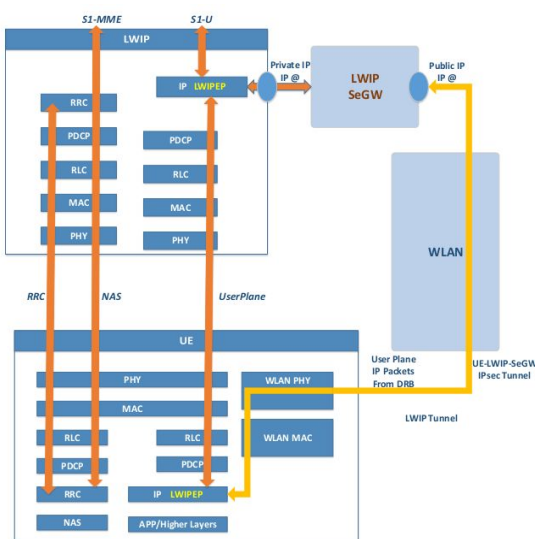 S1-MME
S1-U
LWIP
Private IP
IP @
Public IP
IP @
LWIP
SeGW
IP LWIPEP
RRC
PDCP
PDCP
RLC
RLC
MAC
MAC
PHY
PHY
WLAN
RRC
NAS
UserPlane
UE
User Plane
IP Packets
From DRB
UE-LWIP-SeGW
IPsec Tunnel
PHY
WLAN PHY
MAC
LWIP Tunnel
RLC
RLC
WLAN MAC
PDCP
PDCP
RRC
IP LWIPEP
NAS
APP/Higher Layers